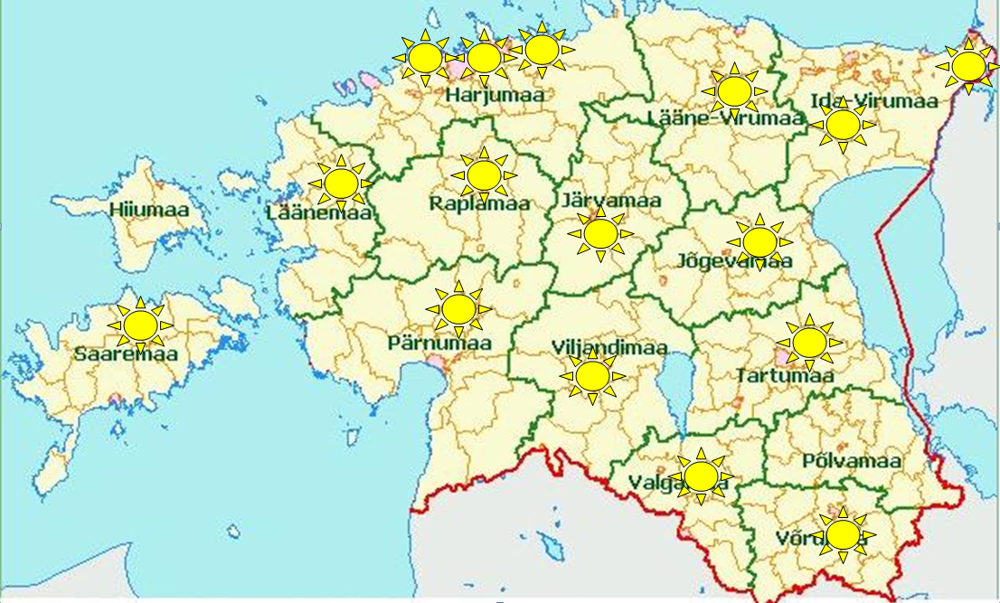 Harjumaa
Ida-Virumaa
Lääne-Virumaa
Hiiumaa
Läänemaa
Raplamaa
Järvamaa
Jõgevamaa
Saaremaa
Pärnumaa
Viljandimaa
Tartumaa
Põlvamaa